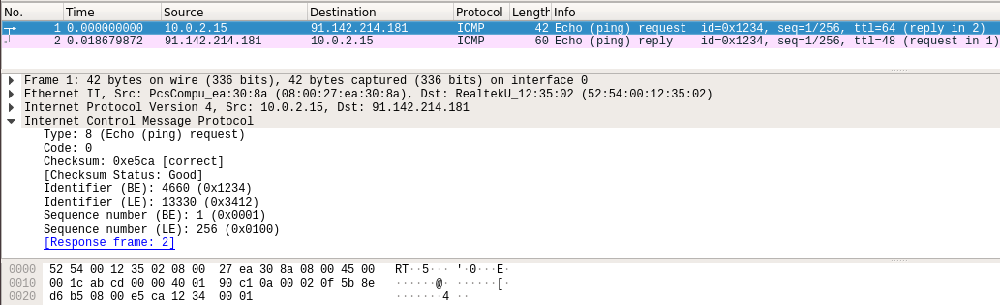 No. Time Source Destination Protocol Length Info
1 0.000000000 10.0.2.15 91.142.214.181 ICMP 42 Echo (ping) request id=0x1234, seq=1/256, ttl=64 (reply in 2)
2 0.018679872 91.142.214.181 10.0.2.15 ICMP 60 Echo (ping) reply id=0x1234, seq=1/256, ttl=48 (request in 1)
Frame 1: 42 bytes on wire (336 bits), 42 bytes captured (336 bits) on interface 0
Ethernet II, Src: PcsCompu_ea:30:8a (08:00:27:ea:30:8a), Dst: RealtekU_12:35:02 (52:54:00:12:35:02)
Internet Protocol Version 4, Src: 10.0.2.15, Dst: 91.142.214.181
Internet Control Message Protocol
Type: 8 (Echo (ping) request)
Code: 0
Checksum: 0xe5ca [correct]
[Checksum Status: Good]
Identifier (BE): 4660 (0x1234)
Identifier (LE): 13330 (0x3412)
Sequence number (BE): 1 (0x0001)
Sequence number (LE): 256 (0x0100)
[Response frame: 2]
0000 52 54 00 12 35 02 08 00 27 ea 30 8a 08 00 45 00 RT··5··· '·0···E·
0010 00 1c ab cd 00 00 40 01 90 c1 0a 00 02 0f 5b 8e ······@· ······[·
0020 d6 b5 08 00 e5 ca 12 34 00 01 ·······4 ··